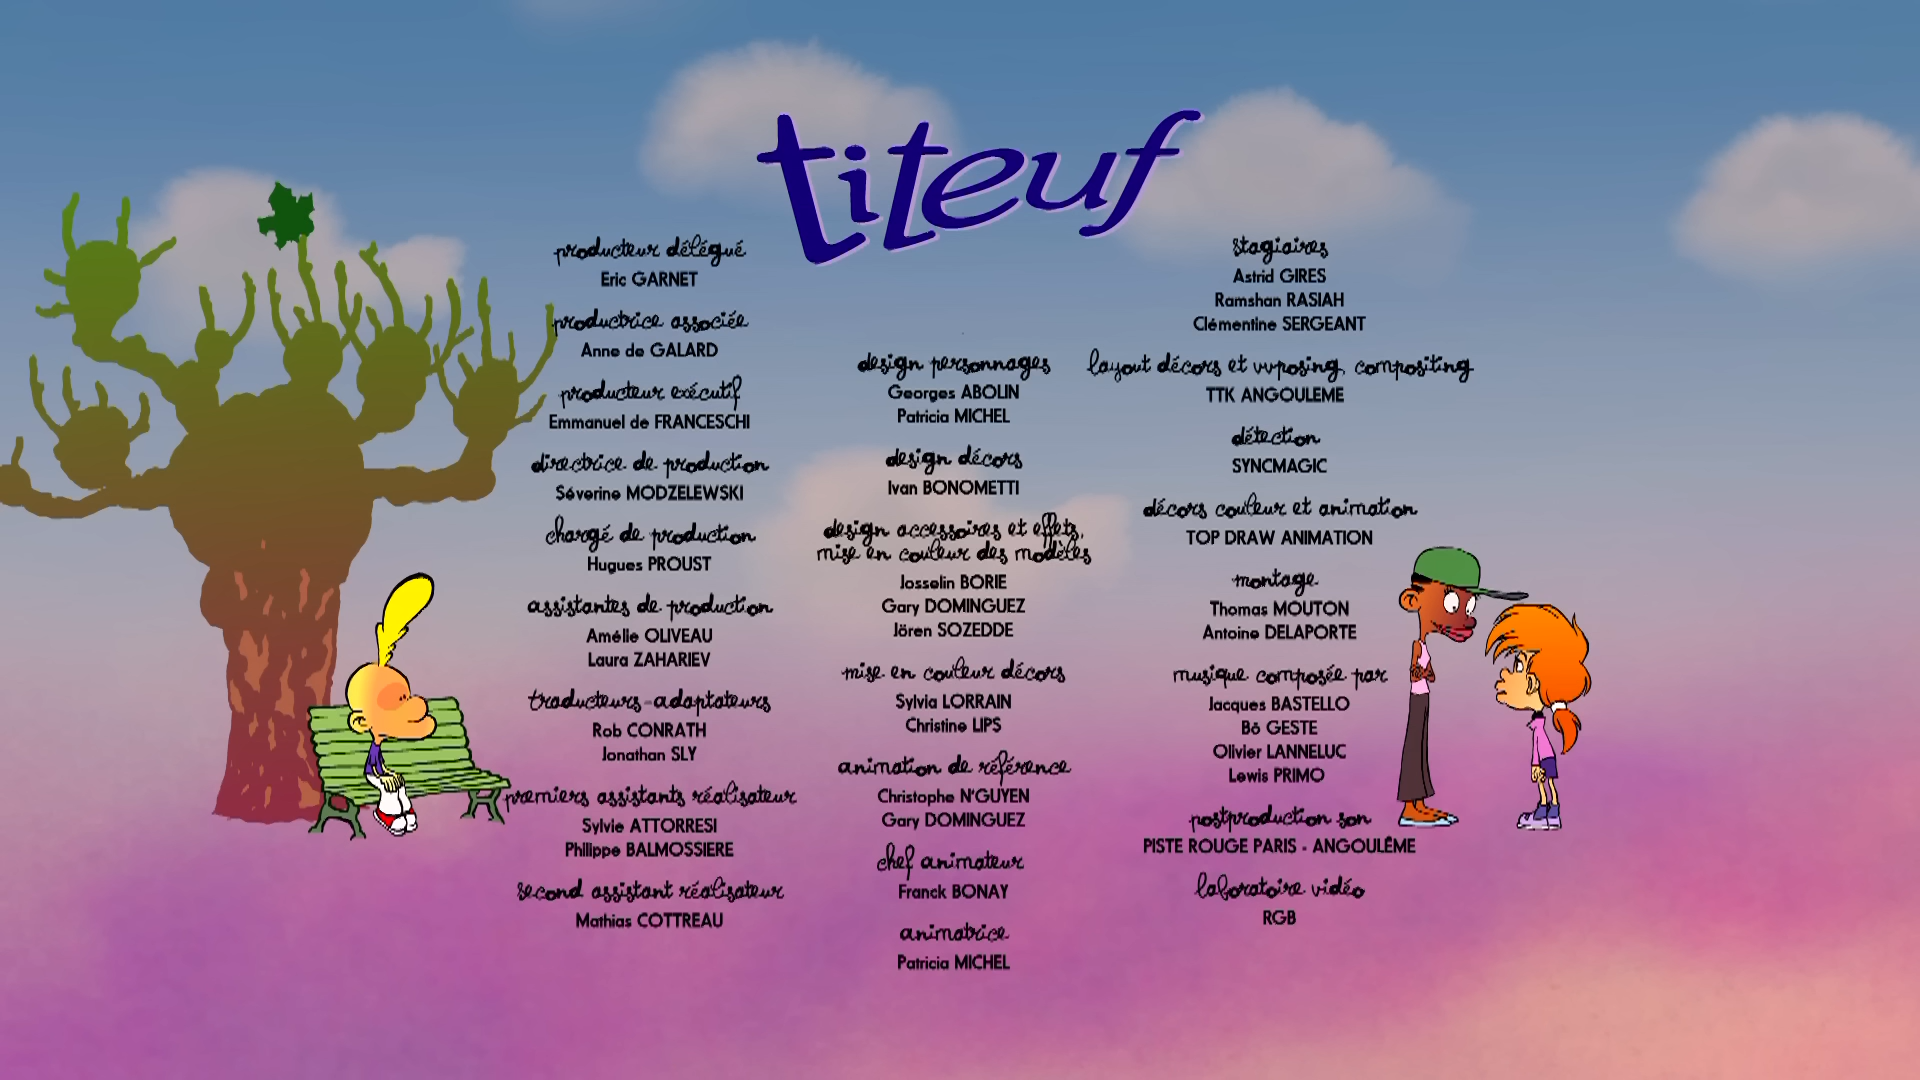 titeuf
producteur délégué
Eric GARNET
productrice associée
Anne de GALARD
producteur exécutif
Emmanuel de FRANCESCHI
directrice de production
Séverine MODZELEWSKI
chargé de production
Hugues PROUST
assistantes de production
Amélie OLIVEAU
Laura ZAHARIEV
traducteurs-adaptateurs
Rob CONRATH
Jonathan SLY
premiers assistants réalisateur
Sylvie ATTORRESI
Philippe BALMOSSIERE
second assistant réalisateur
Mathias COTTREAU
design personnages
Georges ABOLIN
Patricia MICHEL
design décors
Ivan BONOMETTI
design accessoires et effets,
mise en couleur des modèles
Josselin BORIE
Gary DOMINGUEZ
Jören SOZEDDE
mise en couleur décors
Sylvia LORRAIN
Christine LIPS
animation de référence
Christophe N'GUYEN
Gary DOMINGUEZ
chef animateur
Franck BONAY
animatrice
Patricia MICHEL
stagiaires
Astrid GIRES
Ramshan RASIAH
Clémentine SERGEANT
layout décors et posing, compositing
TTK ANGOULEME
détection
SYNCMAGIC
décors couleur et animation
TOP DRAW ANIMATION
montage
Thomas MOUTON
Antoine DELAPORTE
musique composée par
Jacques BASTELLO
Bô GESTE
Olivier LANNELUC
Lewis PRIMO
postproduction son
PISTE ROUGE PARIS - ANGOULÊME
laboratoire vidéo
RGB